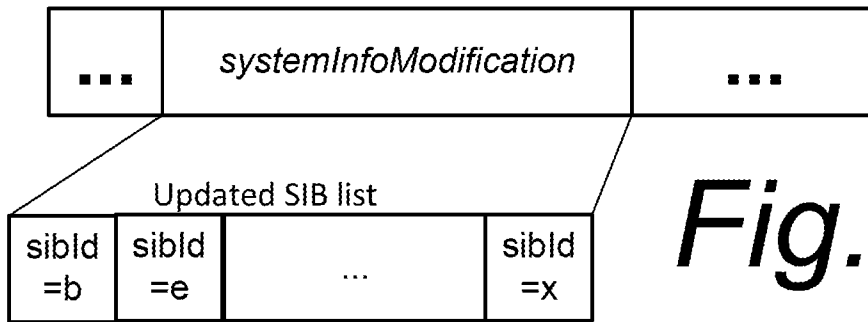 ... systemInfoModification ...
Updated SIB list
sibId sibId sibId
=b =e ... =x
Fig.